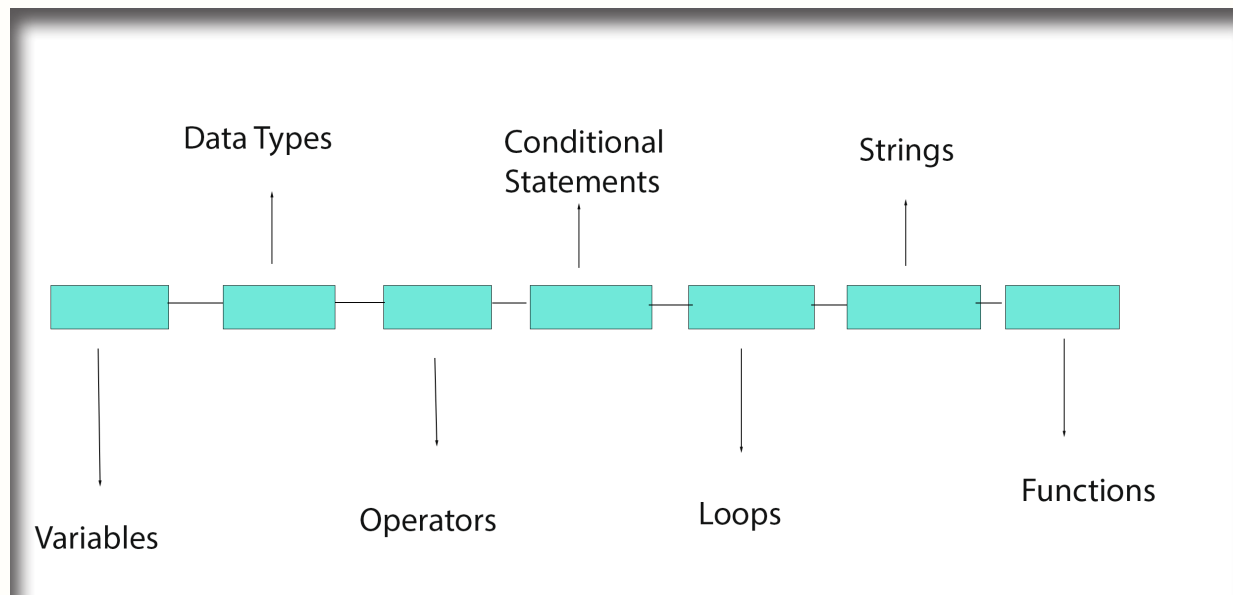 Data Types
Conditional
Statements
Strings
Variables
Operators
Loops
Functions